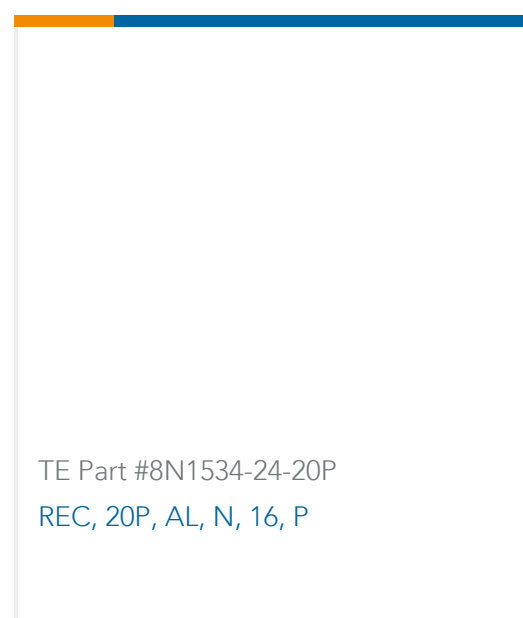 TE Part #8N1534-24-20P
REC, 20P, AL, N, 16, P